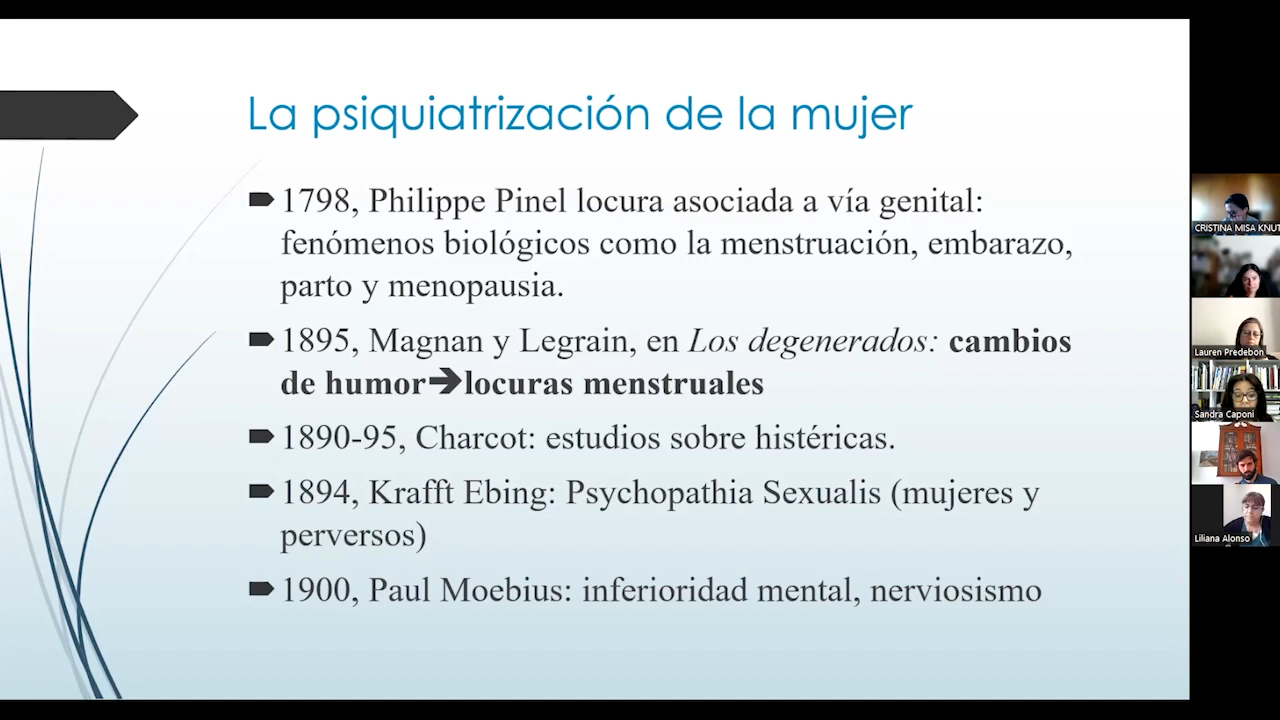 La psiquiatrización de la mujer
1798, Philippe Pinel locura asociada a vía genital:
fenómenos biológicos como la menstruación, embarazo,
parto y menopausia.
1895, Magnan y Legrain, en Los degenerados: cambios
de humor➔locuras menstruales
1890-95, Charcot: estudios sobre histéricas.
1894, Krafft Ebing: Psychopathia Sexualis (mujeres y
perversos)
1900, Paul Moebius: inferioridad mental, nerviosismo
CRISTINA MISA KNUT
Lauren Predebon
Sandra Caponi
Liliana Alonso